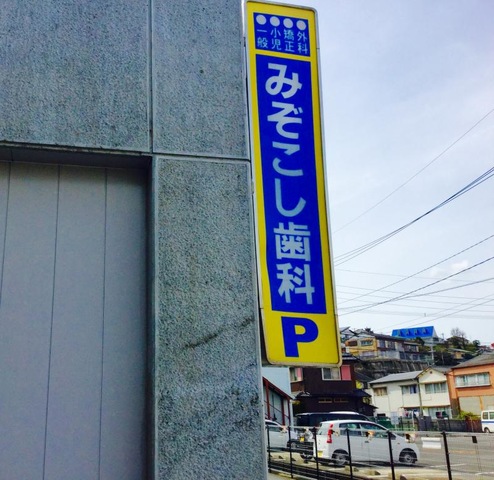 一般 小児 矯正 外科
みぞこし歯科
P